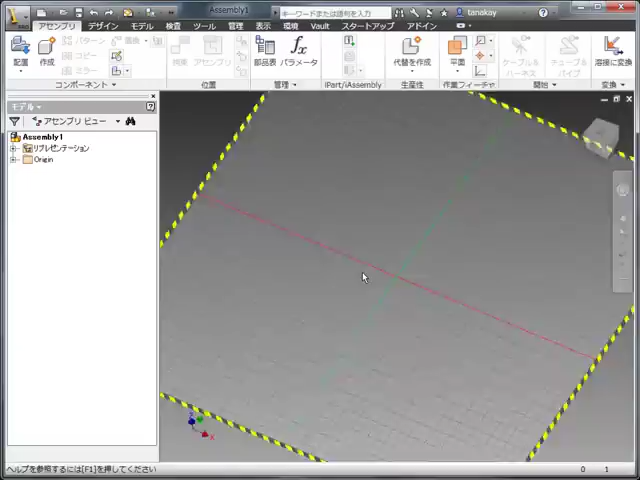 Assembly1
キーワードまたは語句を入力
tanakay
アセンブリ デザイン モデル 検査 ツール 管理 表示 環境 Vault スタートアップ アドイン
配置
作成
パターン
コピー
ミラー
置換
拘束
アセンブリ
部品表
パラメータ
代替を作成
平面
ケーブル&
ハーネス
チューブ&
パイプ
溶接に変換
コンポーネント
位置
管理
iPart/iAssembly
生産性
作業フィーチャ
開始
変換
モデル
アセンブリ ビュー
Assembly1
リプレゼンテーション
Origin
Z
X
ヘルプを参照するには[F1]を押してください
0 1